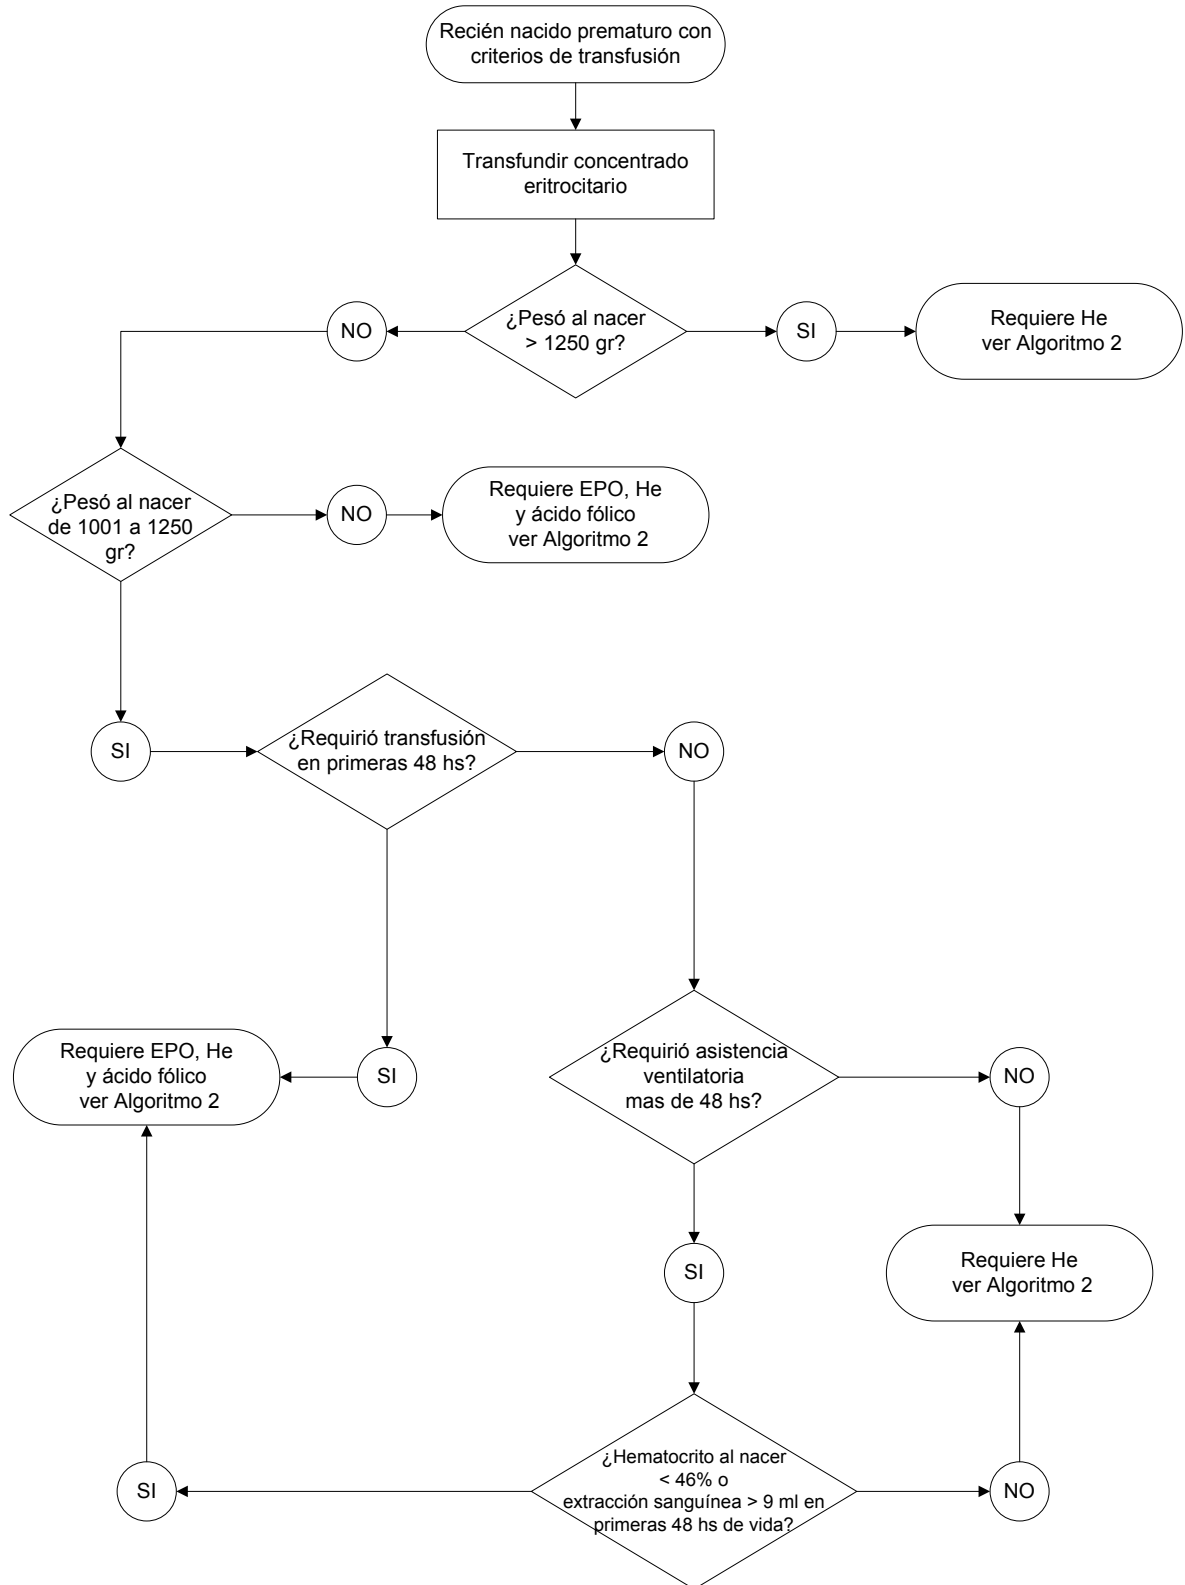 Recién nacido prematuro con
criterios de transfusión
Transfundir concentrado
eritrocitario
¿Pesó al nacer
> 1250 gr?
NO
SI
Requiere He
ver Algoritmo 2
¿Pesó al nacer
de 1001 a 1250
gr?
NO
Requiere EPO, He
y ácido fólico
ver Algoritmo 2
SI
¿Requirió transfusión
en primeras 48 hs?
NO
Requiere EPO, He
y ácido fólico
ver Algoritmo 2
SI
¿Requirió asistencia
ventilatoria
mas de 48 hs?
NO
SI
Requiere He
ver Algoritmo 2
SI
¿Hematocrito al nacer
< 46% o
extracción sanguínea > 9 ml en
primeras 48 hs de vida?
NO